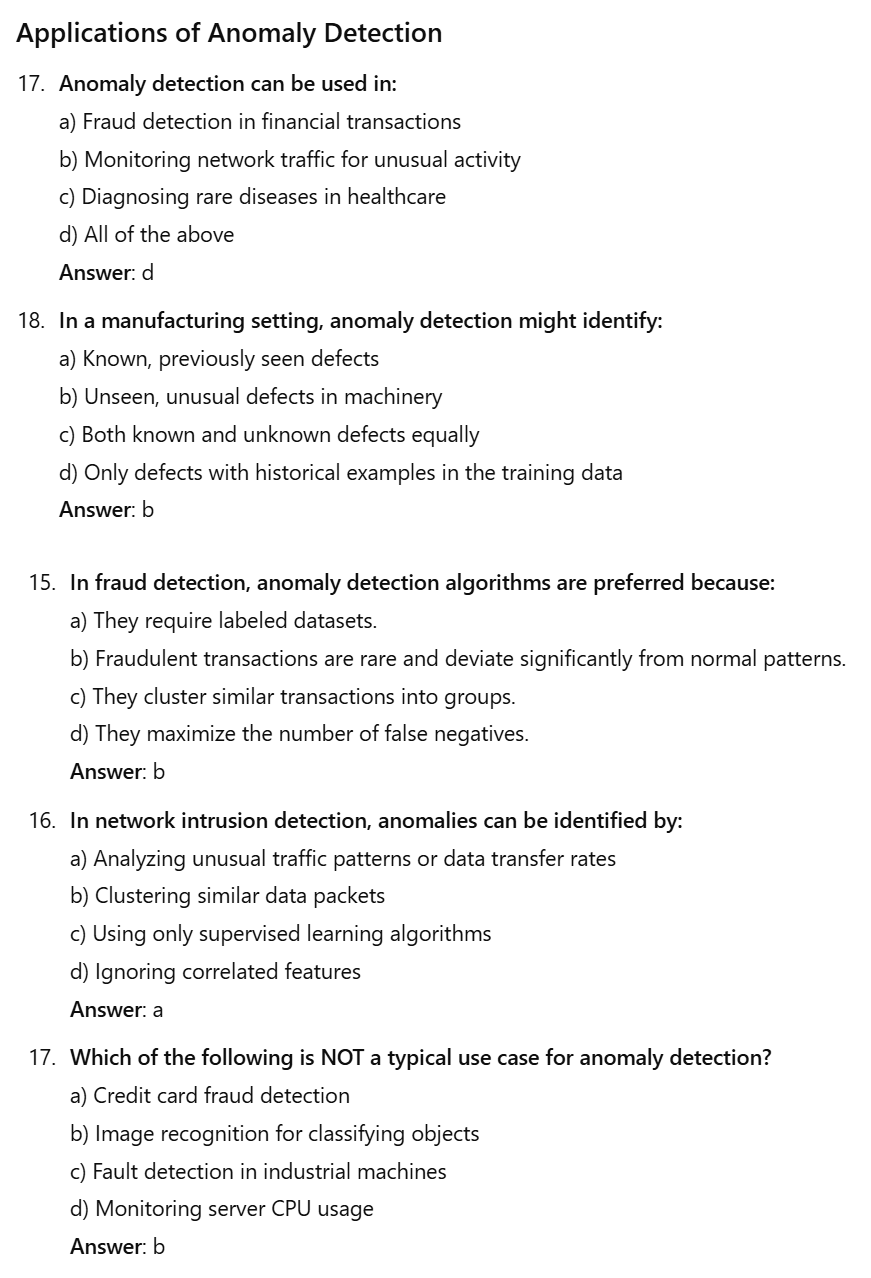 Applications of Anomaly Detection
17. Anomaly detection can be used in:
a) Fraud detection in financial transactions
b) Monitoring network traffic for unusual activity
c) Diagnosing rare diseases in healthcare
d) All of the above
Answer: d
18. In a manufacturing setting, anomaly detection might identify:
a) Known, previously seen defects
b) Unseen, unusual defects in machinery
c) Both known and unknown defects equally
d) Only defects with historical examples in the training data
Answer: b
15. In fraud detection, anomaly detection algorithms are preferred because:
a) They require labeled datasets.
b) Fraudulent transactions are rare and deviate significantly from normal patterns.
c) They cluster similar transactions into groups.
d) They maximize the number of false negatives.
Answer: b
16. In network intrusion detection, anomalies can be identified by:
a) Analyzing unusual traffic patterns or data transfer rates
b) Clustering similar data packets
c) Using only supervised learning algorithms
d) Ignoring correlated features
Answer: a
17. Which of the following is NOT a typical use case for anomaly detection?
a) Credit card fraud detection
b) Image recognition for classifying objects
c) Fault detection in industrial machines
d) Monitoring server CPU usage
Answer: b